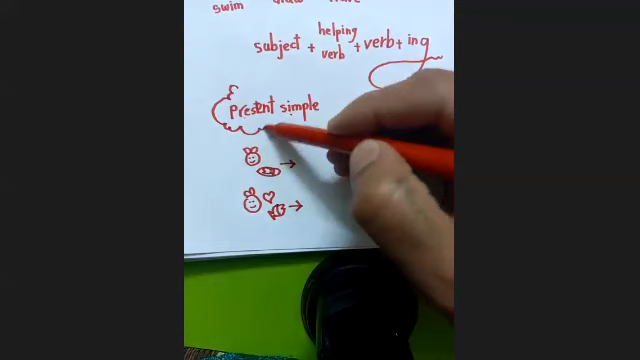 swim draw
helping
subject + verb + verb + ing
Present simple